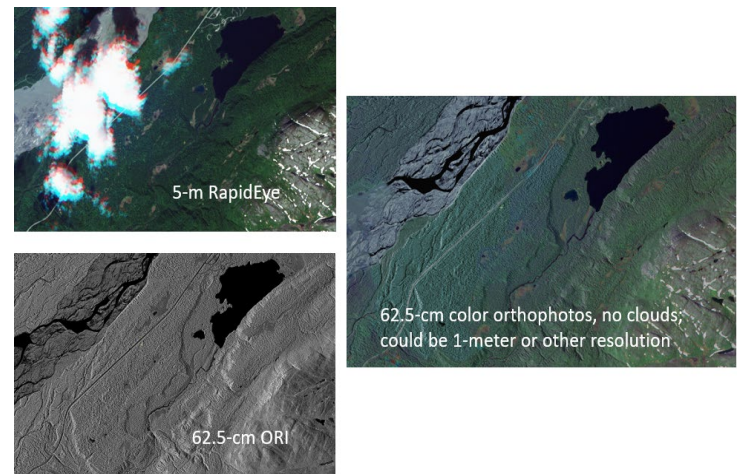 5-m RapidEye
62.5-cm color orthophotos, no clouds;
could be 1-meter or other resolution
62.5-cm ORI